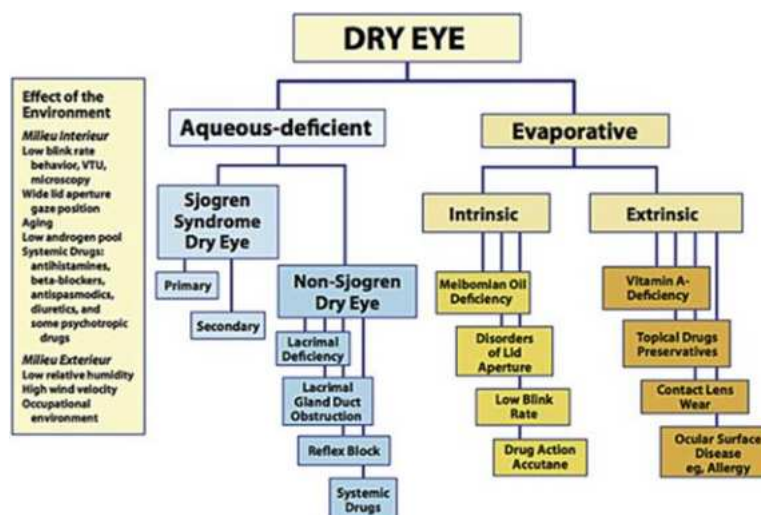 DRY EYE
Effect of the
Environment
Milieu Interieur
Low blink rate
behavior, VTU,
microscopy
Wide lid aperture
gaze position
Aging
Low androgen pool
Systemic Drugs:
antihistamines,
beta-blockers,
antispasmodics,
diuretics, and
some psychotropic
drugs
Milieu Exterieur
Low relative humidity
High wind velocity
Occupational
environment
Aqueous-deficient
Sjogren
Syndrome
Dry Eye
Primary
Secondary
Non-Sjogren
Dry Eye
Lacrimal
Deficiency
Lacrimal
Gland Duct
Obstruction
Reflex Block
Systemic
Drugs
Evaporative
Intrinsic
Meibomian Oil
Deficiency
Disorders
of Lid
Aperture
Low Blink
Rate
Drug Action
Accutane
Extrinsic
Vitamin A-
Deficiency
Topical Drugs
Preservatives
Contact Lens
Wear
Ocular Surface
Disease
eg, Allergy